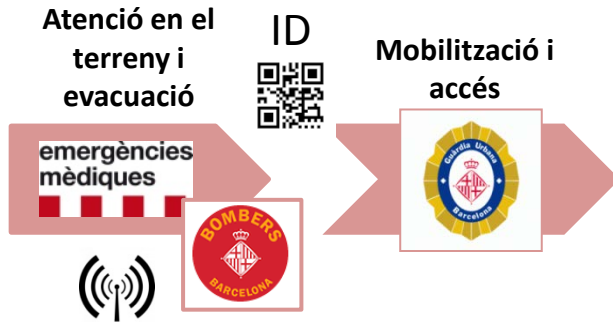 Atenció en el
terreny i
evacuació
ID
Mobilització i
accés
emergències
mèdiques
BOMBERS
BARCELONA
Guàrdia Urbana
Barcelona